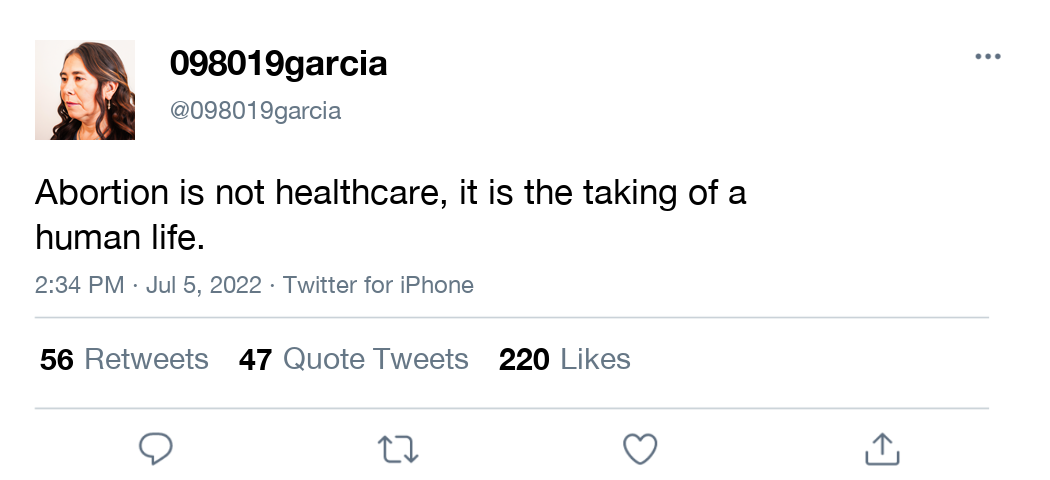 098019garcia
@098019garcia
Abortion is not healthcare, it is the taking of a
human life.
2:34 PM · Jul 5, 2022 · Twitter for iPhone
56 Retweets 47 Quote Tweets 220 Likes